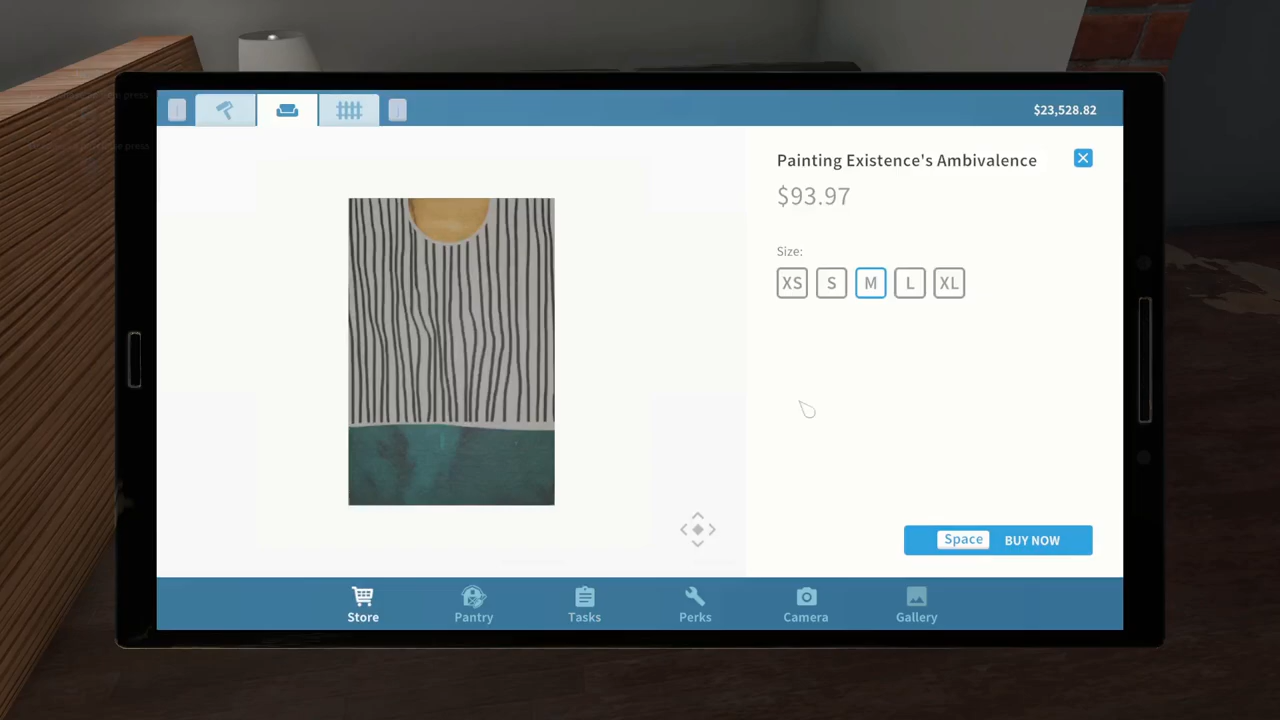 $23,528.82
Painting Existence's Ambivalence
$93.97
Size:
XS S M L XL
Space BUY NOW
Store Pantry Tasks Perks Camera Gallery